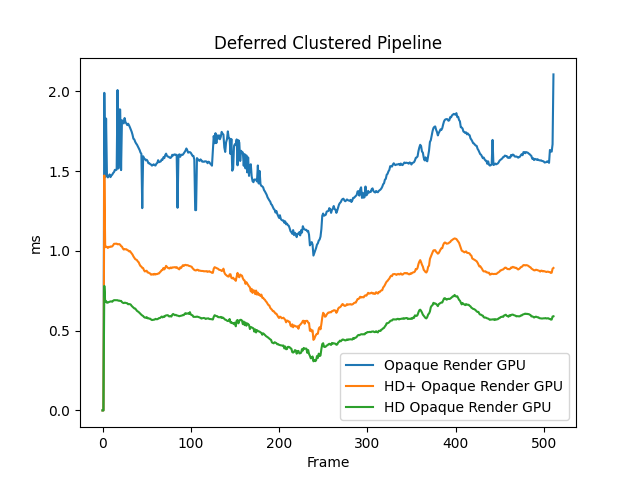 Deferred Clustered Pipeline
ms
2.0
1.5
1.0
0.5
0.0
Opaque Render GPU
HD+ Opaque Render GPU
HD Opaque Render GPU
0 100 200 300 400 500
Frame